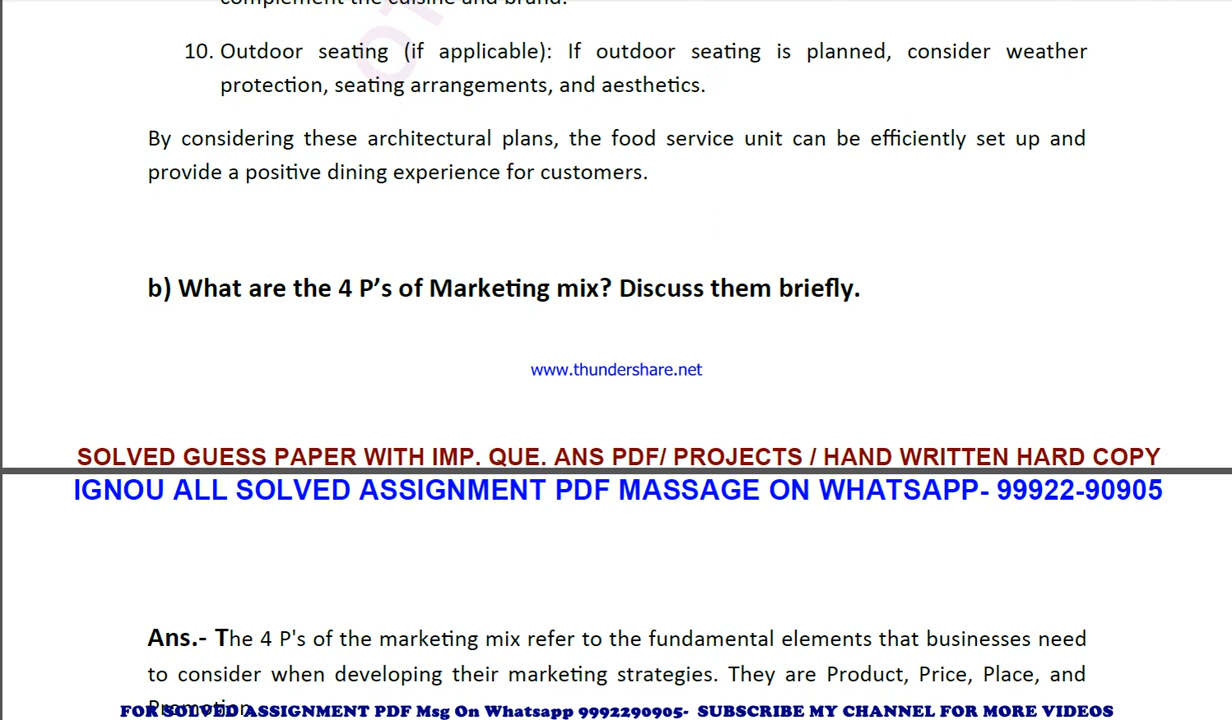 complement the cuisine and brand.
10. Outdoor seating (if applicable): If outdoor seating is planned, consider weather
protection, seating arrangements, and aesthetics.
By considering these architectural plans, the food service unit can be efficiently set up and
provide a positive dining experience for customers.
b) What are the 4 P’s of Marketing mix? Discuss them briefly.
www.thundershare.net
SOLVED GUESS PAPER WITH IMP. QUE. ANS PDF/ PROJECTS / HAND WRITTEN HARD COPY
IGNOU ALL SOLVED ASSIGNMENT PDF MASSAGE ON WHATSAPP- 99922-90905
Ans.- The 4 P's of the marketing mix refer to the fundamental elements that businesses need
to consider when developing their marketing strategies. They are Product, Price, Place, and
Promotion.
FOR SOLVED ASSIGNMENT PDF Msg On Whatsapp 9992290905- SUBSCRIBE MY CHANNEL FOR MORE VIDEOS